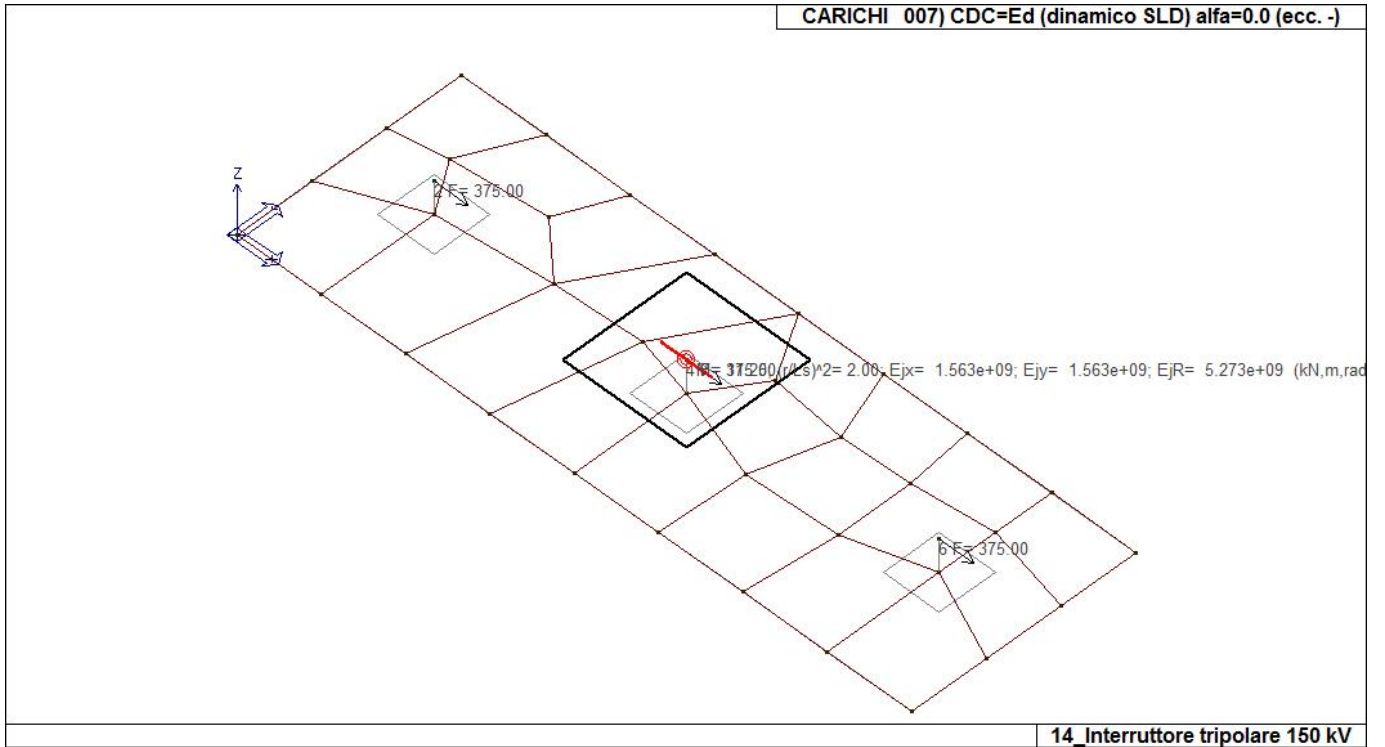 CARICHI 007) CDC=Ed (dinamico SLD) alfa=0.0 (ecc. -)
Z
2 F= 375.00
(r/Ls)^2= 2.00; Ejx= 1.563e+09; Ejy= 1.563e+09; EjR= 5.273e+09 (kN,m,rad
6 F= 375.00
14_Interruttore tripolare 150 kV